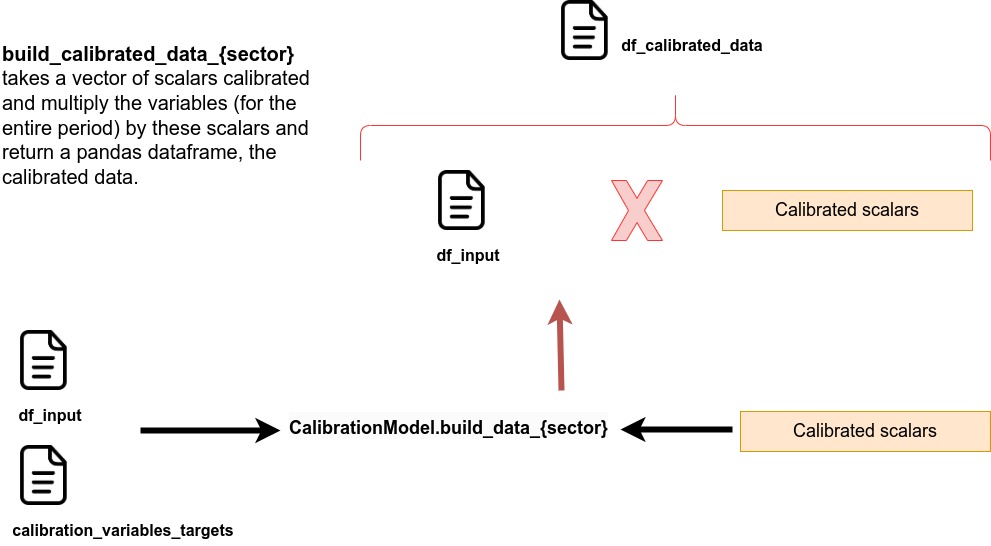 df_calibrated_data
build_calibrated_data_{sector}
takes a vector of scalars calibrated
and multiply the variables (for the
entire period) by these scalars and
return a pandas dataframe, the
calibrated data.
df_input
X
Calibrated scalars
df_input
CalibrationModel.build_data_{sector}
Calibrated scalars
calibration_variables_targets